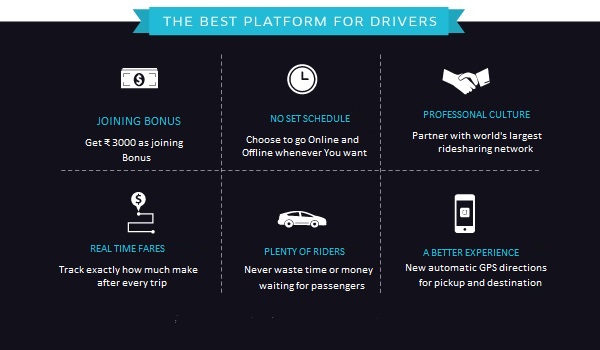 THE BEST PLATFORM FOR DRIVERS
JOINING BONUS
Get ₹ 3000 as joining
Bonus
NO SET SCHEDULE
Choose to go Online and
Offline whenever You want
PROFESSONAL CULTURE
Partner with world's largest
ridesharing network
REAL TIME FARES
Track exactly how much make
after every trip
PLENTY OF RIDERS
Never waste time or money
waiting for passengers
A BETTER EXPERIENCE
New automatic GPS directions
for pickup and destination